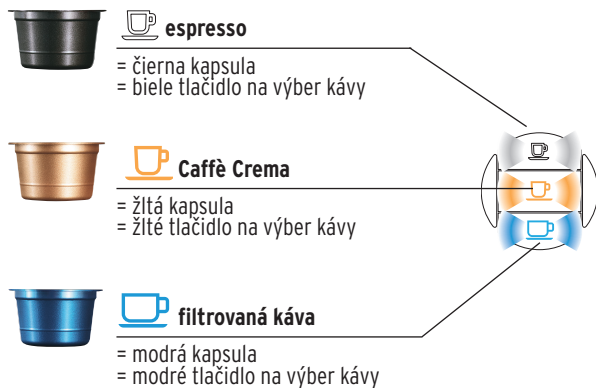 espresso
= čierna kapsula
= biele tlačidlo na výber kávy
Caffè Crema
= žltá kapsula
= žlté tlačidlo na výber kávy
filtrovaná káva
= modrá kapsula
= modré tlačidlo na výber kávy